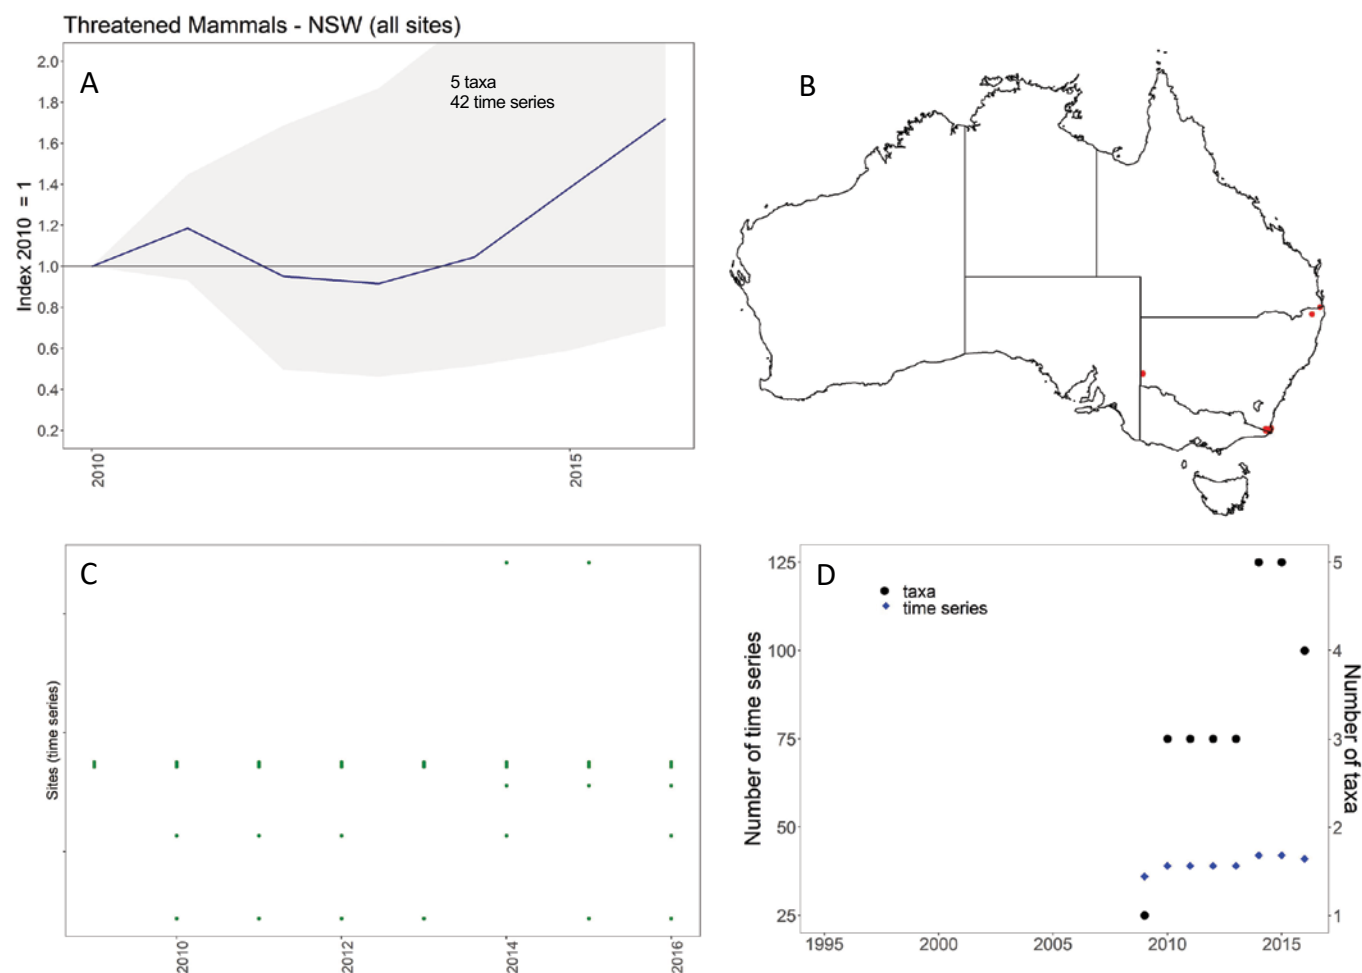 Threatened Mammals - NSW (all sites)
A
5 taxa
42 time series
Index 2010 = 1
2.0
1.8
1.6
1.4
1.2
1.0
0.8
0.6
0.4
0.2
2010
2015
B
C
Sites (time series)
2010
2012
2014
2016
D
taxa
time series
Number of time series
125
100
75
50
25
5
4
3
2
1
Number of taxa
1995
2000
2005
2010
2015